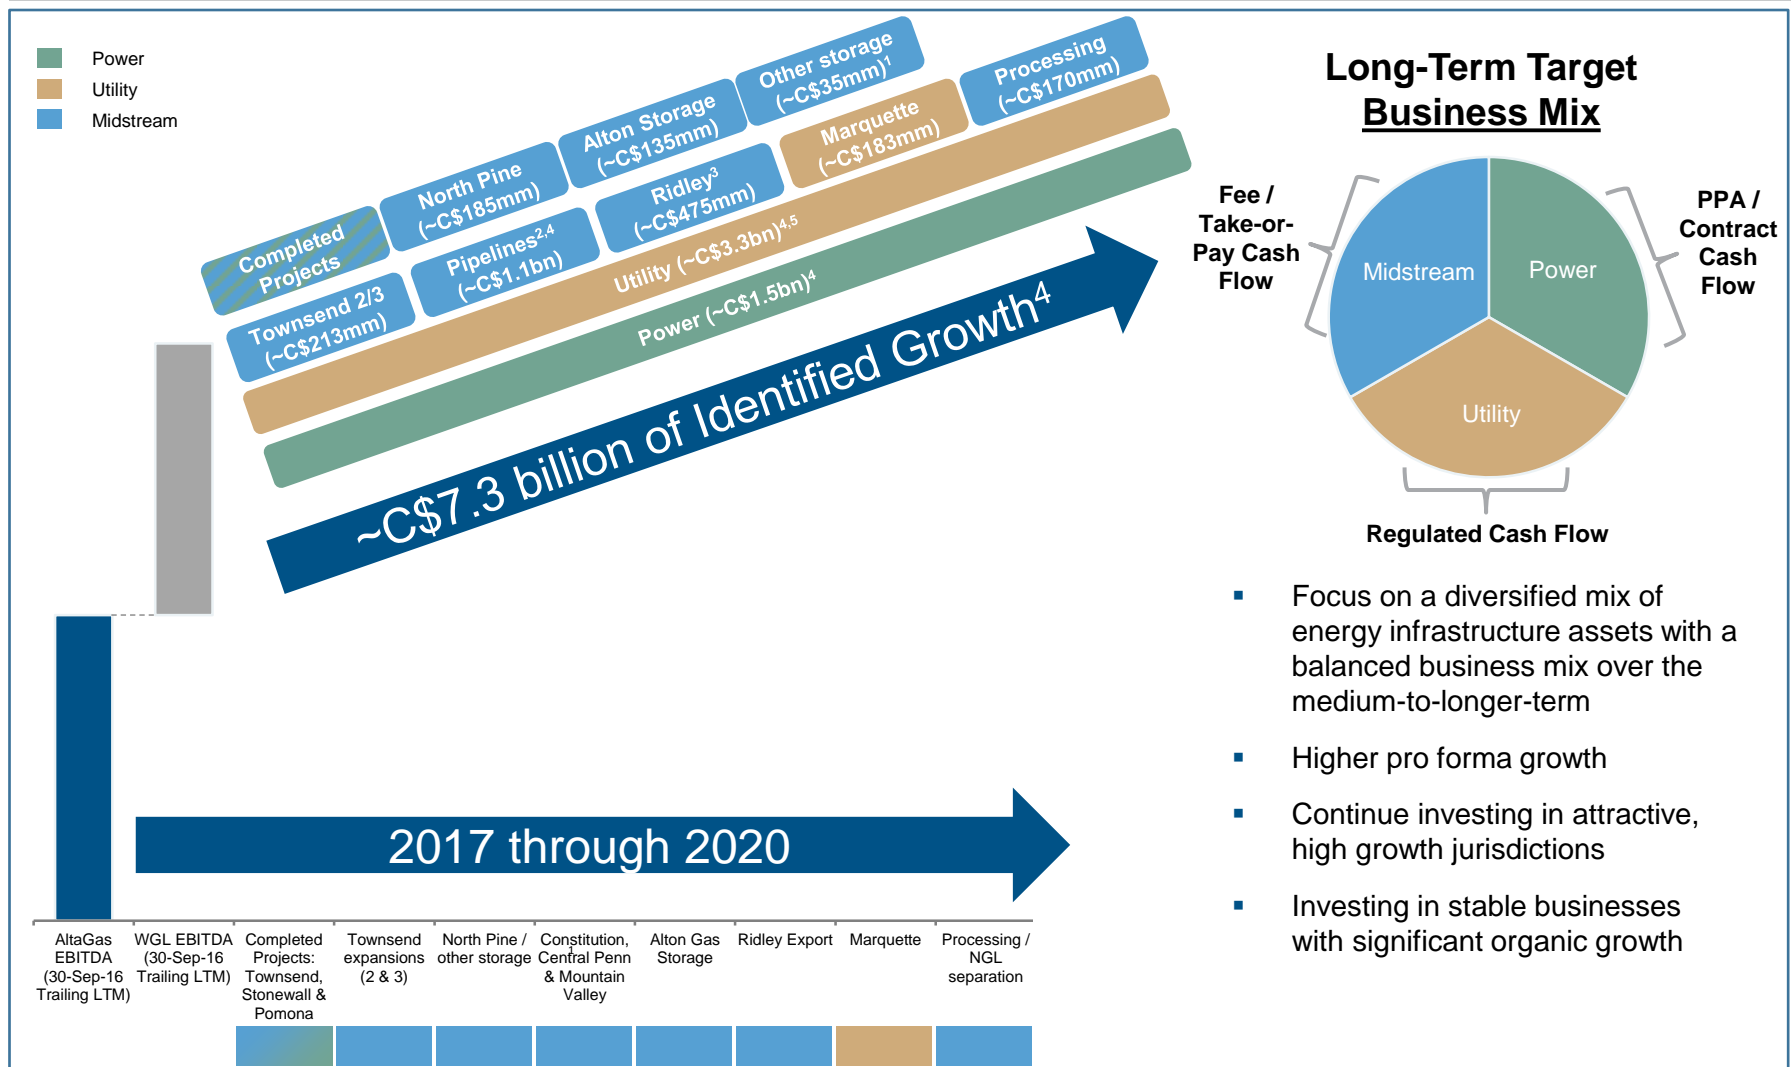 Power
Utility
Midstream
Other storage
(~C$35mm)1
Processing
(~C$170mm)
Alton Storage
(~C$135mm)
Marquette
(~C$183mm)
North Pine
(~C$185mm)
Ridley3
(~C$475mm)
Completed
Projects
Pipelines2,4
(~C$1.1bn)
Townsend 2/3
(~C$213mm)
Utility (~C$3.3bn)4,5
Power (~C$1.5bn)4
~C$7.3 billion of Identified Growth4
2017 through 2020
AltaGas
EBITDA
(30-Sep-16
Trailing LTM)
WGL EBITDA
(30-Sep-16
Trailing LTM)
Completed
Projects:
Townsend,
Stonewall &
Pomona
Townsend
expansions
(2 & 3)
North Pine /
other storage
Constitution,
Central Penn
& Mountain
Valley
1
Alton Gas
Storage
Ridley Export
Marquette
Processing /
NGL
separation
Long-Term Target
Business Mix
Fee /
Take-or-
Pay Cash
Flow
Midstream
Power
Utility
PPA /
Contract
Cash
Flow
Regulated Cash Flow
▪ Focus on a diversified mix of
energy infrastructure assets with a
balanced business mix over the
medium-to-longer-term
▪ Higher pro forma growth
▪ Continue investing in attractive,
high growth jurisdictions
▪ Investing in stable businesses
with significant organic growth